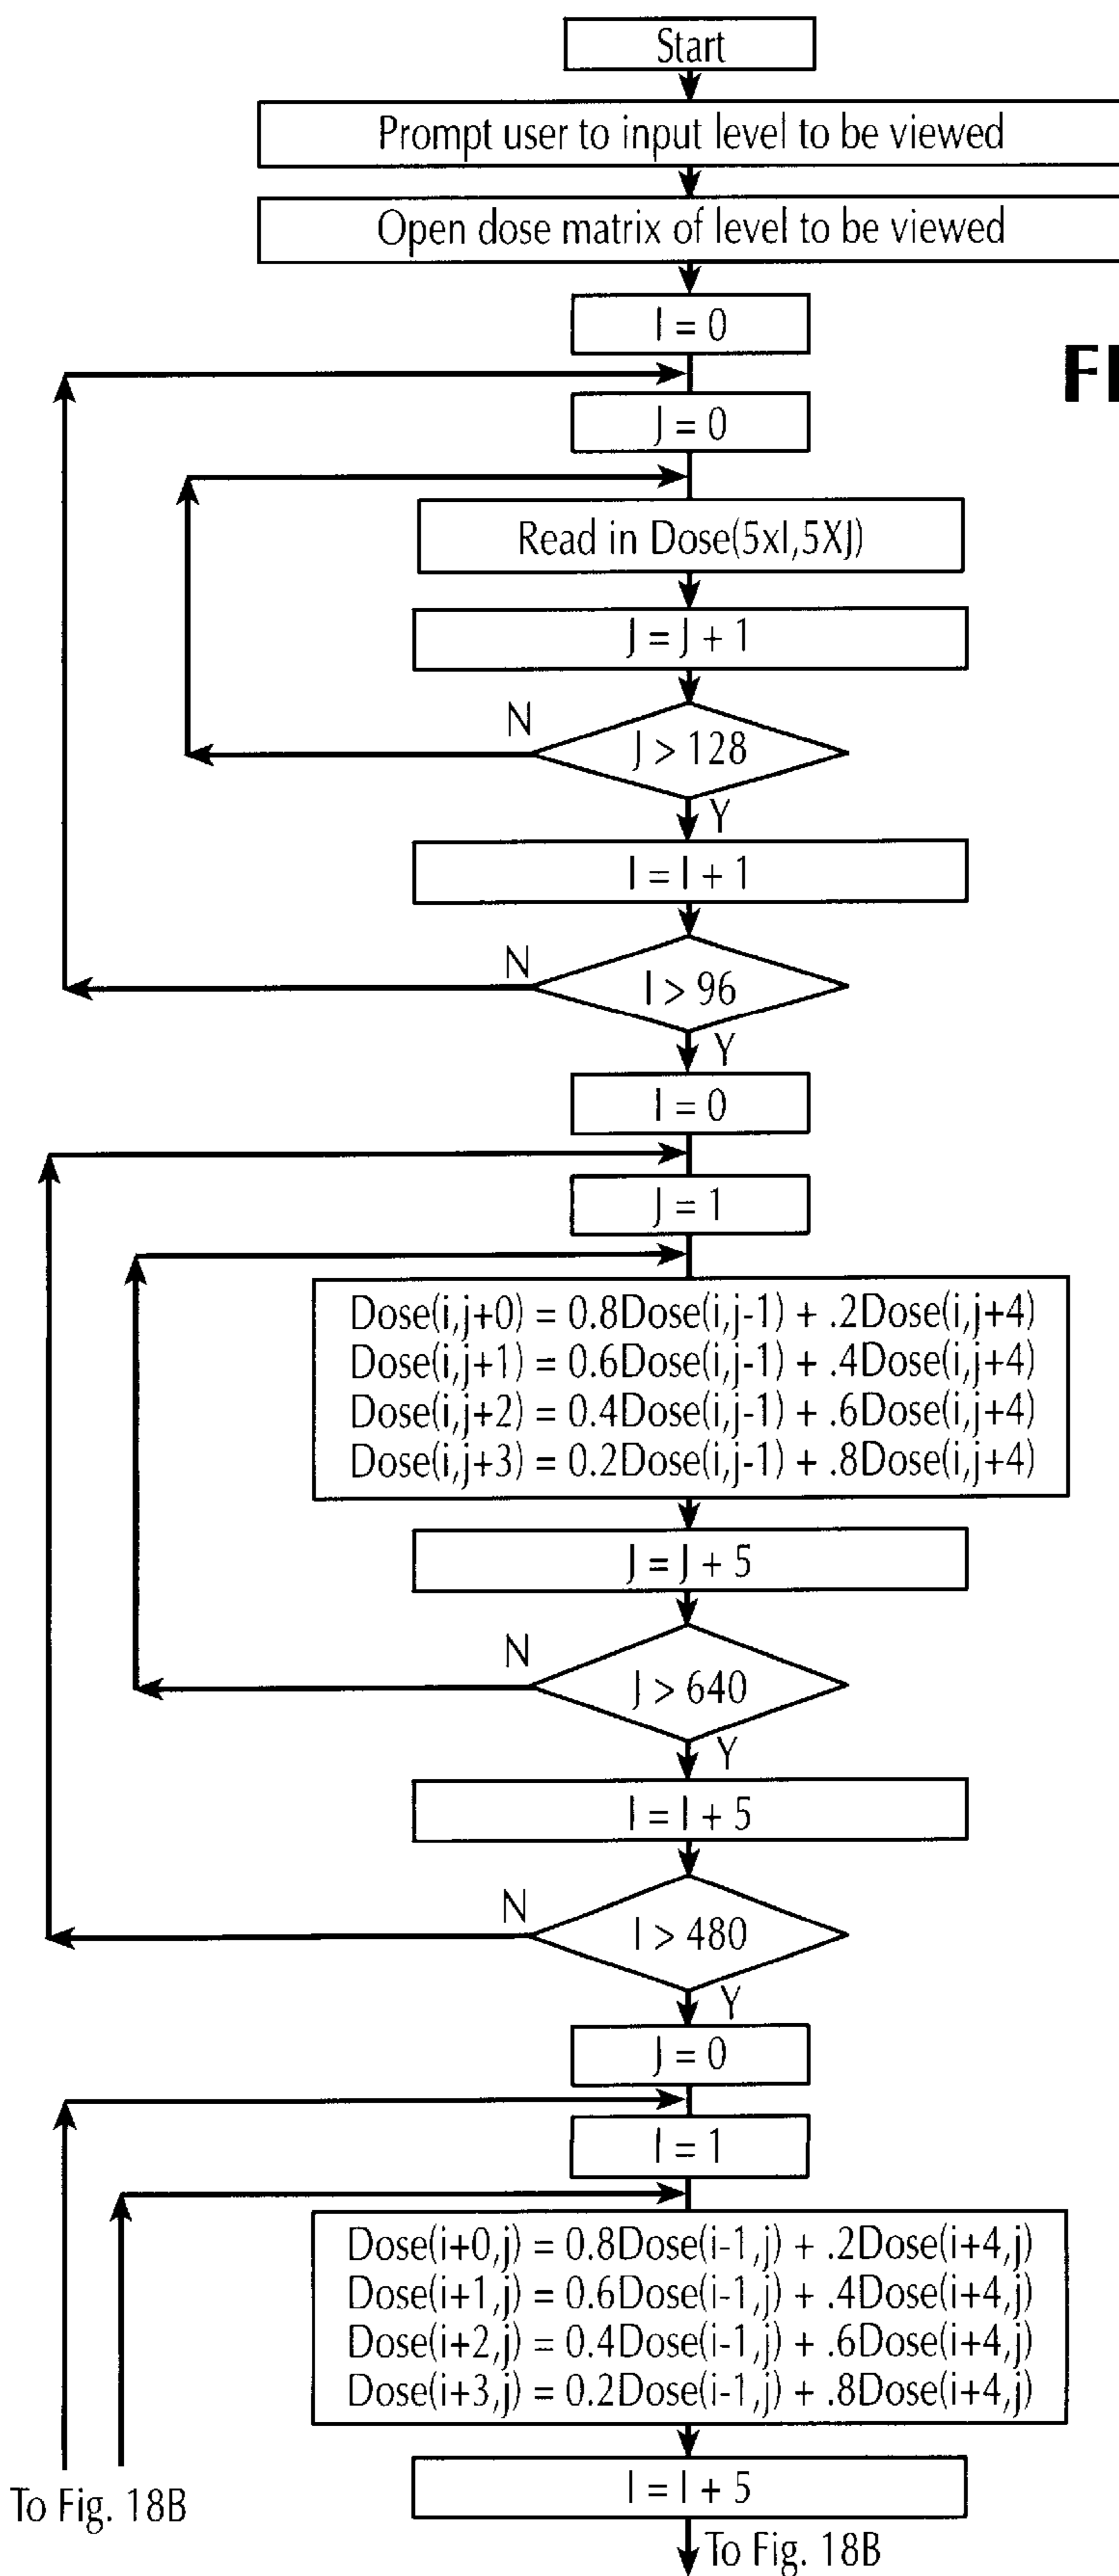 Start
Prompt user to input level to be viewed
Open dose matrix of level to be viewed
I = 0
FI
J = 0
Read in Dose(5xI,5XJ)
J = J + 1
N
J > 128
Y
I = I + 1
N
I > 96
Y
I = 0
J = 1
Dose(i,j+0) = 0.8Dose(i,j-1) + .2Dose(i,j+4)
Dose(i,j+1) = 0.6Dose(i,j-1) + .4Dose(i,j+4)
Dose(i,j+2) = 0.4Dose(i,j-1) + .6Dose(i,j+4)
Dose(i,j+3) = 0.2Dose(i,j-1) + .8Dose(i,j+4)
J = J + 5
N
J > 640
Y
I = I + 5
N
I > 480
Y
J = 0
I = 1
Dose(i+0,j) = 0.8Dose(i-1,j) + .2Dose(i+4,j)
Dose(i+1,j) = 0.6Dose(i-1,j) + .4Dose(i+4,j)
Dose(i+2,j) = 0.4Dose(i-1,j) + .6Dose(i+4,j)
Dose(i+3,j) = 0.2Dose(i-1,j) + .8Dose(i+4,j)
I = I + 5
To Fig. 18B
To Fig. 18B